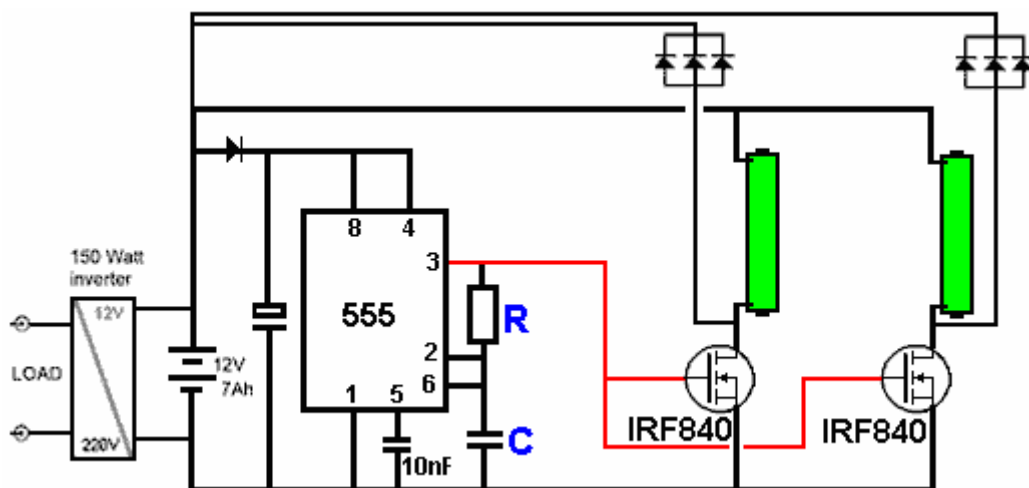 150 Watt
inverter
12V
LOAD
220V
12V
7Ah
8 4
3
555
R
2
6
1 5
10nF
C
IRF840
IRF840